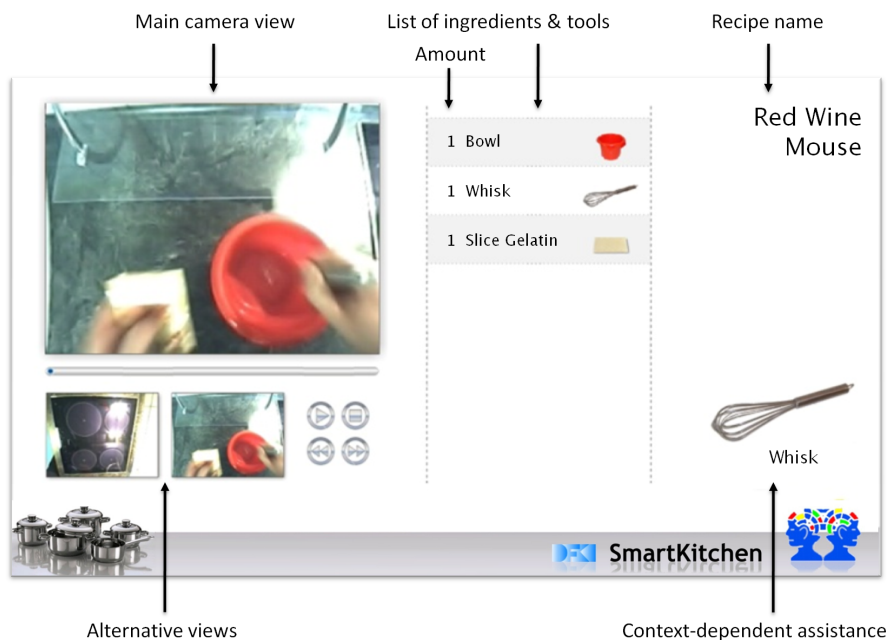 Main camera view
List of ingredients & tools
Recipe name
Amount
Red Wine
Mouse
1 Bowl
1 Whisk
1 Slice Gelatin
Whisk
DFKI SmartKitchen
Alternative views
Context-dependent assistance